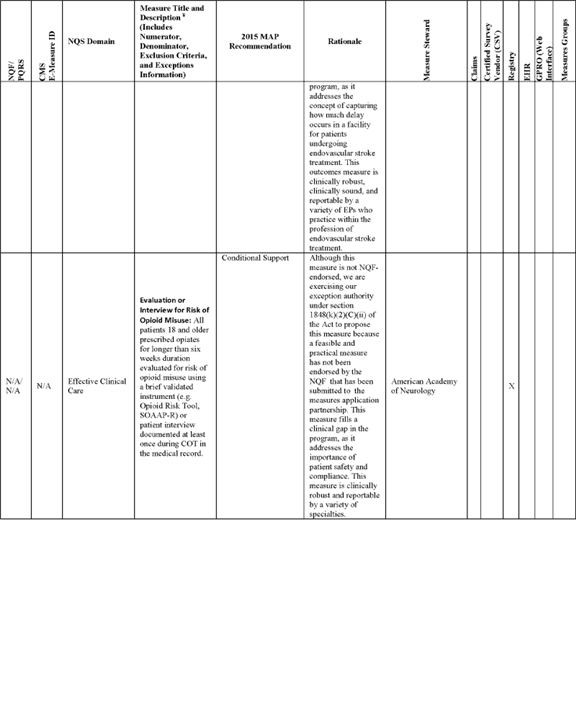 NQF/
PQRS
CMS
E-Measure ID
NQS Domain
Measure Title and
Description ¥
(Includes
Numerator,
Denominator,
Exclusion Criteria,
and Exceptions
Information)
2015 MAP
Recommendation
Rationale
Measure Steward
Claims
Certified Survey
Vendor (CSV)
Registry
EHR
GPRO (Web
Interface)
Measures Groups
program, as it
addresses the
concept of capturing
how much delay
occurs in a facility
for patients
undergoing
endovascular stroke
treatment. This
outcomes measure is
clinically robust,
clinically sound, and
reportable by a
variety of EPs who
practice within the
profession of
endovascular stroke
treatment.
N/A/
N/A
N/A
Effective Clinical
Care
Evaluation or
Interview for Risk of
Opioid Misuse: All
patients 18 and older
prescribed opiates
for longer than six
weeks duration
evaluated for risk of
opioid misuse using
a brief validated
instrument (e.g.
Opioid Risk Tool,
SOAAP-R) or
patient interview
documented at least
once during COT in
the medical record.
Conditional Support
Although this
measure is not NQF-
endorsed, we are
exercising our
exception authority
under section
1848(k)(2)(C)(ii) of
the Act to propose
this measure because
a feasible and
practical measure
has not been
endorsed by the
NQF that has been
submitted to the
measures application
partnership. This
measure fills a
clinical gap in the
program, as it
addresses the
importance of
patient safety and
compliance. This
measure is clinically
robust and reportable
by a variety of
specialties.
American Academy
of Neurology
X